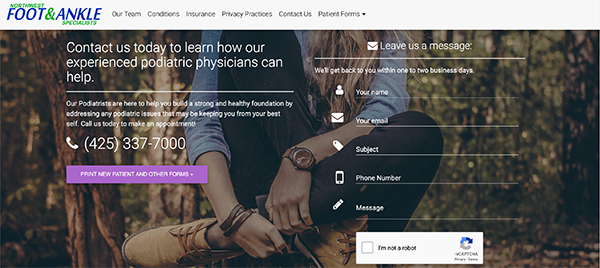 NORTHWEST
FOOT&ANKLE
SPECIALISTS
Our Team Conditions Insurance Privacy Practices Contact Us Patient Forms
Contact us today to learn how our
experienced podiatric physicians can
help.
Our Podiatrists are here to help you build a strong and healthy foundation by
addressing any podiatric issues that may be keeping you from your best
self. Call us today to make an appointment!
(425) 337-7000
PRINT NEW PATIENT AND OTHER FORMS »
Leave us a message:
We'll get back to you within one to two business days.
Your name
Your email
Subject
Phone Number
Message
I'm not a robot
reCAPTCHA
Privacy - Terms